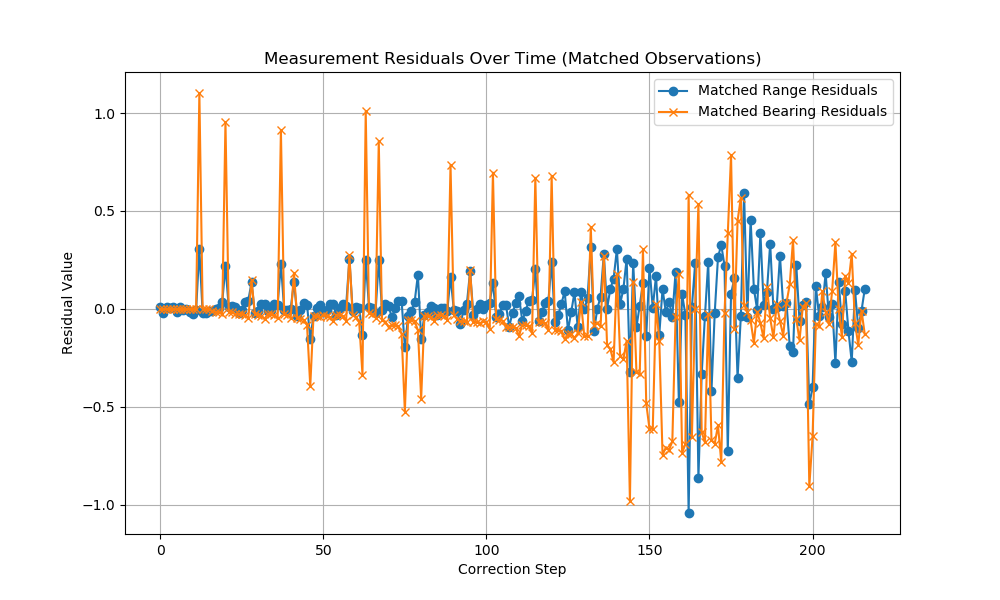 Measurement Residuals Over Time (Matched Observations)
Matched Range Residuals
Matched Bearing Residuals
Residual Value
1.0
0.5
0.0
−0.5
−1.0
0
50
100
150
200
Correction Step